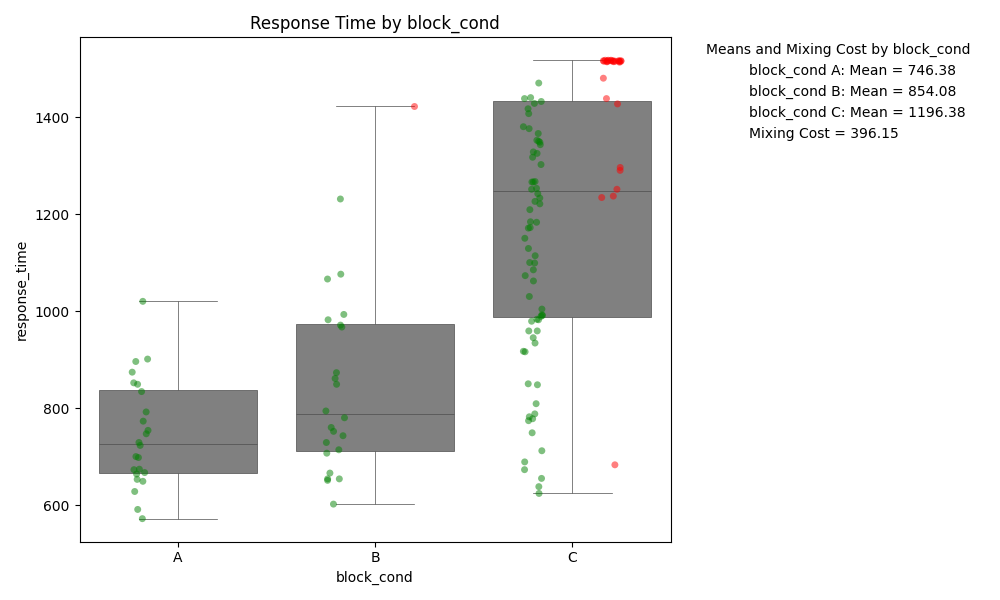 Response Time by block_cond
Means and Mixing Cost by block_cond
block_cond A: Mean = 746.38
block_cond B: Mean = 854.08
block_cond C: Mean = 1196.38
Mixing Cost = 396.15
1400
1200
1000
800
600
response_time
A
B
C
block_cond